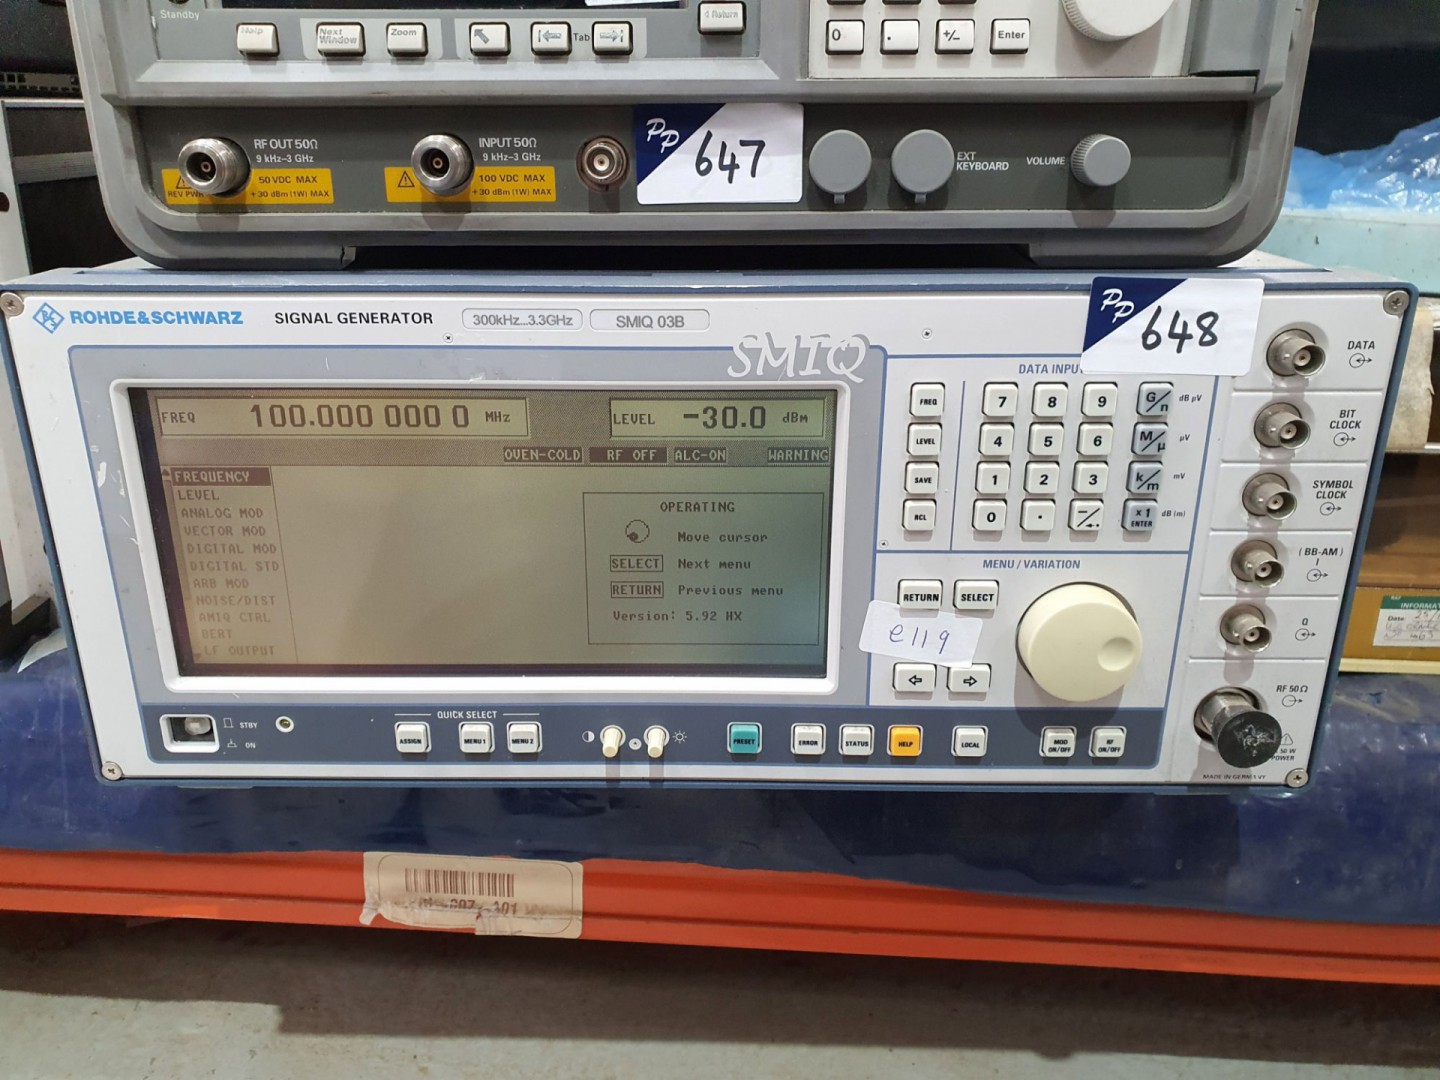 Standby
Help
Next Window
Zoom
Tab
Return
0
.
+/-
Enter
RF OUT 50Ω
9 kHz-3 GHz
50 VDC MAX
REV PWR +30 dBm (1W) MAX
INPUT 50Ω
9 kHz-3 GHz
100 VDC MAX
+30 dBm (1W) MAX
PP 647
EXT KEYBOARD
VOLUME
ROHDE&SCHWARZ
SIGNAL GENERATOR
300kHz...3.3GHz
SMIQ 03B
SMIQ
PP 648
FREQ 100.000 000 0 MHz
LEVEL -30.0 dBm
OVEN-COLD RF OFF ALC-ON WARNING
FREQUENCY
LEVEL
ANALOG MOD
VECTOR MOD
DIGITAL MOD
DIGITAL STD
ARB MOD
NOISE/DIST
AMIQ CTRL
BERT
LF OUTPUT
OPERATING
Move cursor
SELECT Next menu
RETURN Previous menu
Version: 5.92 HX
DATA INPUT
FREQ 7 8 9 G/n dB µV
LEVEL 4 5 6 M/µ µV
SAVE 1 2 3 k/m mV
RCL 0 . -/← x1 ENTER dB (m)
MENU / VARIATION
RETURN SELECT
e119
DATA
BIT CLOCK
SYMBOL CLOCK
(BB-AM)
I
Q
RF 50Ω
50 W
POWER
MADE IN GERMANY
STBY
ON
QUICK SELECT
ASSIGN
MENU 1
MENU 2
PRESET
ERROR
STATUS
HELP
LOCAL
MOD ON/OFF
RF ON/OFF
INFORMAT
Date: